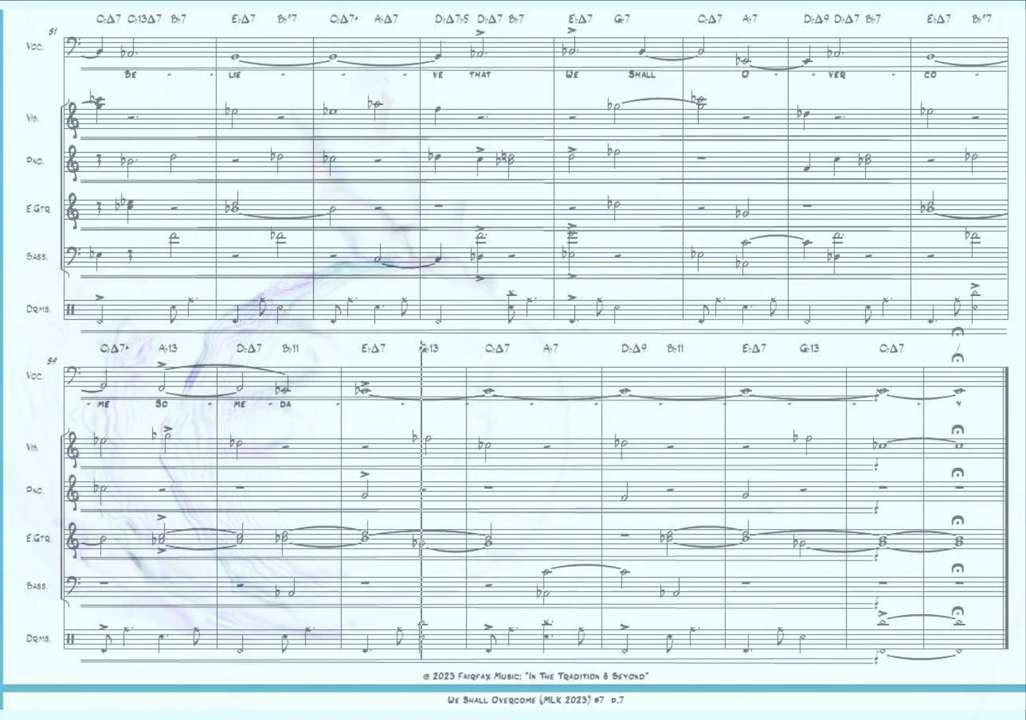 51
C♭Δ7 C♭13Δ7 B♭7 E♭Δ7 B♭º7 C♭Δ7+ A♭Δ7 D♭Δ7♭5 D♭Δ7 B♭7 E♭Δ7 G♭7 C♭Δ7 A♭7 D♭Δ9 D♭Δ7 B♭7 E♭Δ7 B♭º7
VOC.
BE - - LIE - - - VE THAT WE SHALL O - - VER CO -
VIB.
PNO.
E.GTR.
BASS.
DRMS.
C♭Δ7+ A♭13 D♭Δ7 B♭11 E♭Δ7 G♭13 C♭Δ7 A♭7 D♭Δ9 B♭11 E♭Δ7 G♭13 C♭Δ7
VOC.
- ME SO - ME - DA - - - - - - - - Y
VIB.
PNO.
E.GTR.
BASS.
DRMS.
© 2023 FAIRFAX MUSIC: "IN THE TRADITION & BEYOND"
WE SHALL OVERCOME (MLK 2023) #7 P.7